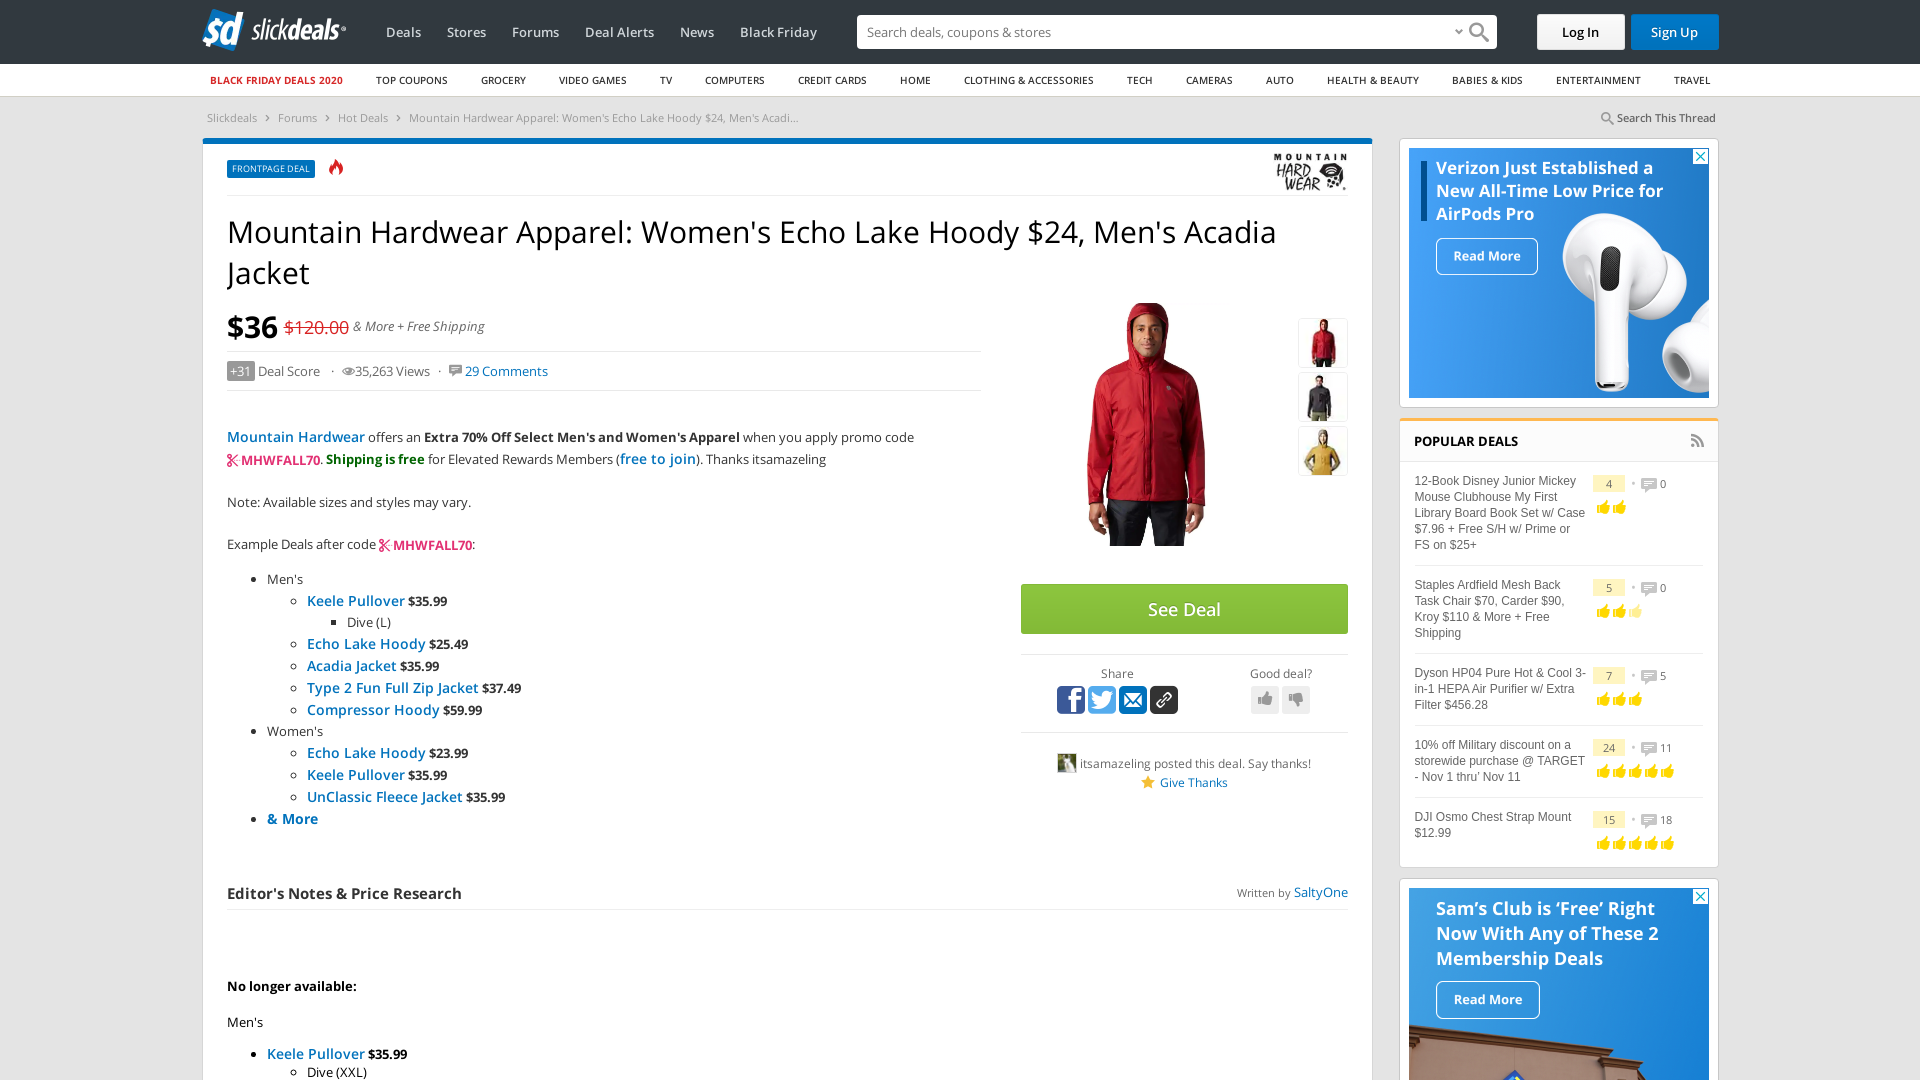 slickdeals
Deals
Stores
Forums
Deal Alerts
News
Black Friday
Search deals, coupons & stores
Log In
Sign Up
BLACK FRIDAY DEALS 2020
TOP COUPONS
GROCERY
VIDEO GAMES
TV
COMPUTERS
CREDIT CARDS
HOME
CLOTHING & ACCESSORIES
TECH
CAMERAS
AUTO
HEALTH & BEAUTY
BABIES & KIDS
ENTERTAINMENT
TRAVEL
Slickdeals › Forums › Hot Deals › Mountain Hardwear Apparel: Women's Echo Lake Hoody $24, Men's Acadi...
Search This Thread
FRONTPAGE DEAL
MOUNTAIN
HARD
WEAR
Mountain Hardwear Apparel: Women's Echo Lake Hoody $24, Men's Acadia
Jacket
$36 $120.00 & More + Free Shipping
+31 Deal Score · 35,263 Views · 29 Comments
Mountain Hardwear offers an Extra 70% Off Select Men's and Women's Apparel when you apply promo code
MHWFALL70. Shipping is free for Elevated Rewards Members (free to join). Thanks itsamazeling
Note: Available sizes and styles may vary.
Example Deals after code MHWFALL70:
Men's
Keele Pullover $35.99
Dive (L)
Echo Lake Hoody $25.49
Acadia Jacket $35.99
Type 2 Fun Full Zip Jacket $37.49
Compressor Hoody $59.99
Women's
Echo Lake Hoody $23.99
Keele Pullover $35.99
UnClassic Fleece Jacket $35.99
& More
See Deal
Share
Good deal?
itsamazeling posted this deal. Say thanks!
Give Thanks
Editor's Notes & Price Research
Written by SaltyOne
No longer available:
Men's
Keele Pullover $35.99
Dive (XXL)
Verizon Just Established a
New All-Time Low Price for
AirPods Pro
Read More
POPULAR DEALS
12-Book Disney Junior Mickey
Mouse Clubhouse My First
Library Board Book Set w/ Case
$7.96 + Free S/H w/ Prime or
FS on $25+
4 • 0
Staples Ardfield Mesh Back
Task Chair $70, Carder $90,
Kroy $110 & More + Free
Shipping
5 • 0
Dyson HP04 Pure Hot & Cool 3-
in-1 HEPA Air Purifier w/ Extra
Filter $456.28
7 • 5
10% off Military discount on a
storewide purchase @ TARGET
- Nov 1 thru’ Nov 11
24 • 11
DJI Osmo Chest Strap Mount
$12.99
15 • 18
Sam’s Club is ‘Free’ Right
Now With Any of These 2
Membership Deals
Read More